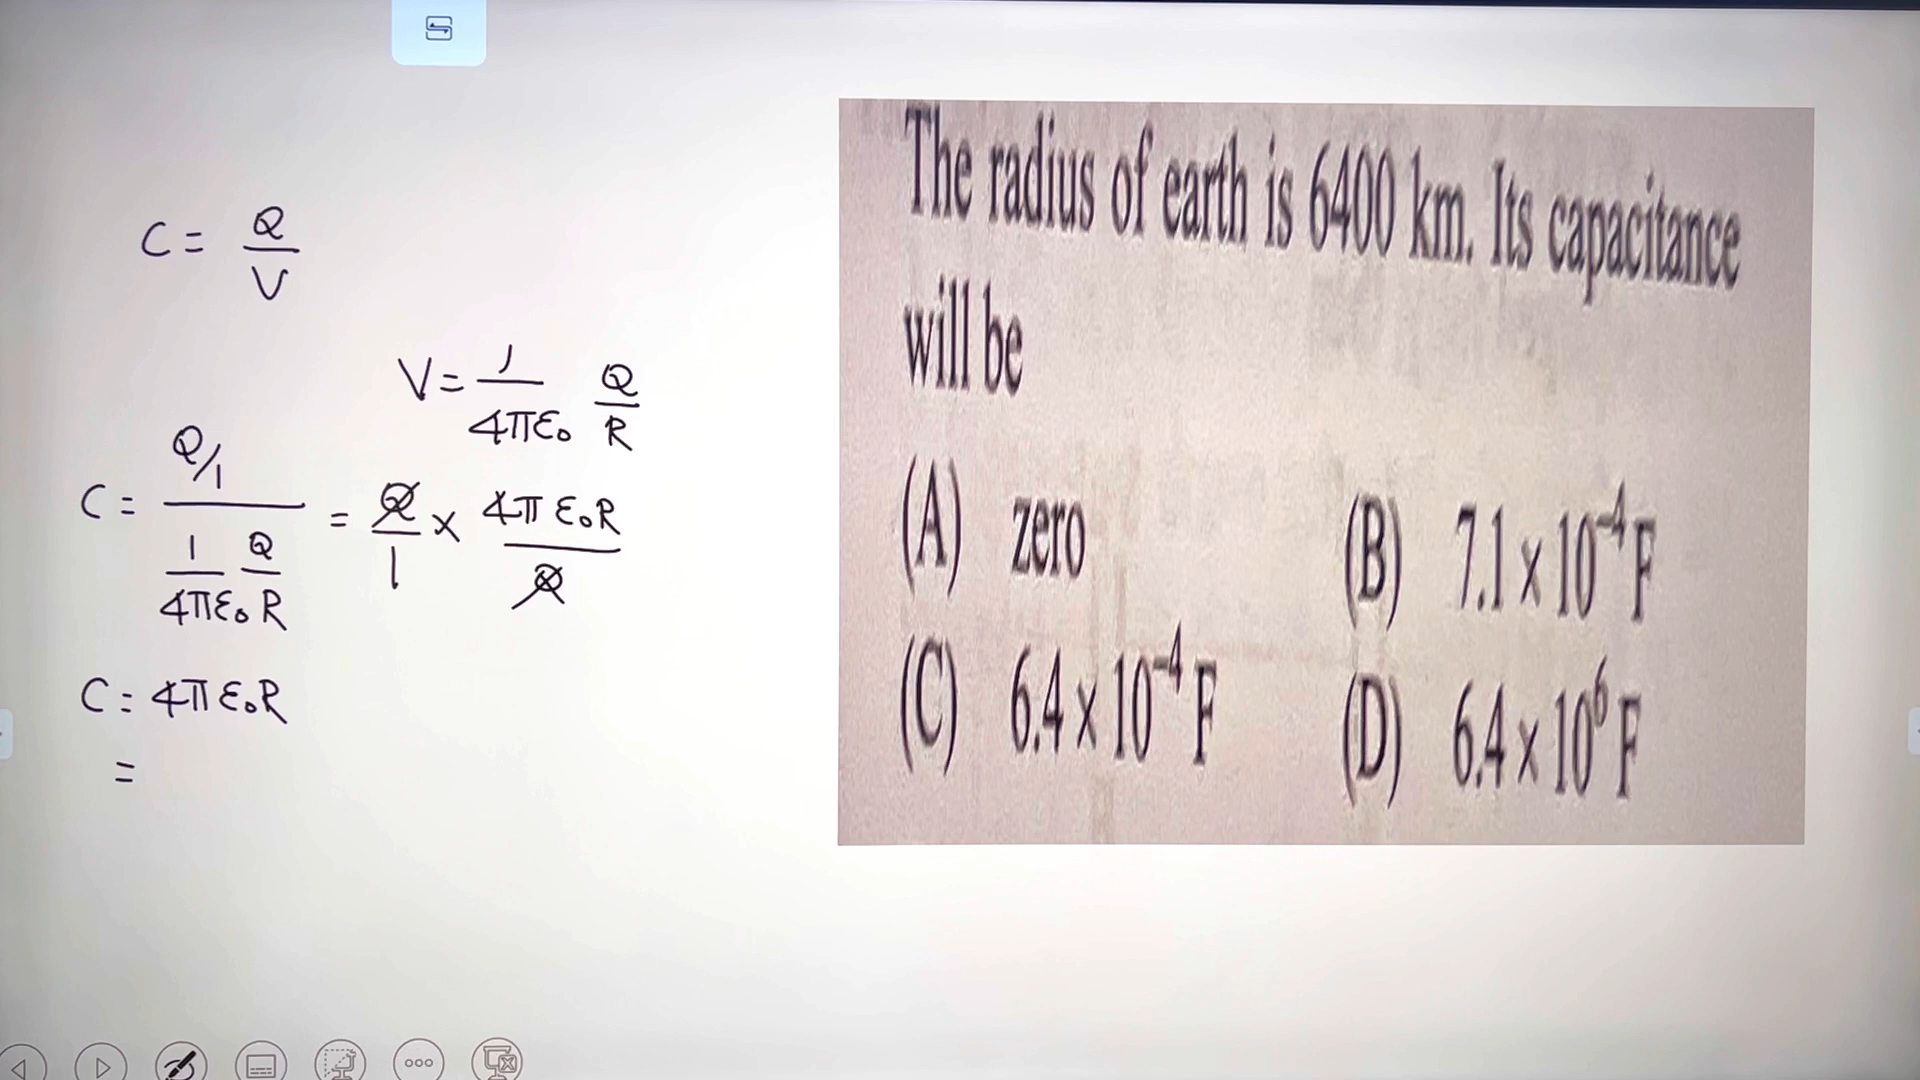 C = Q/V
V = 1/4πε₀ Q/R
C = Q/1 / 1/4πε₀ Q/R = Q/1 × 4πε₀R/Q
C = 4πε₀R
=
The radius of earth is 6400 km. Its capacitance
will be
(A) zero (B) 7.1 x 10⁻⁴ F
(C) 6.4 x 10⁻⁴ F (D) 6.4 x 10⁶ F